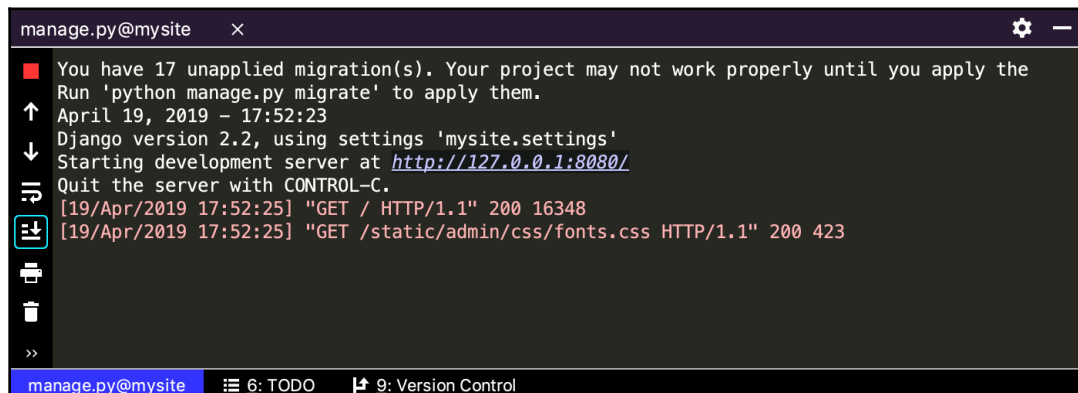 manage.py@mysite
You have 17 unapplied migration(s). Your project may not work properly until you apply the
Run 'python manage.py migrate' to apply them.
April 19, 2019 – 17:52:23
Django version 2.2, using settings 'mysite.settings'
Starting development server at http://127.0.0.1:8080/
Quit the server with CONTROL-C.
[19/Apr/2019 17:52:25] "GET / HTTP/1.1" 200 16348
[19/Apr/2019 17:52:25] "GET /static/admin/css/fonts.css HTTP/1.1" 200 423
manage.py@mysite 6: TODO 9: Version Control